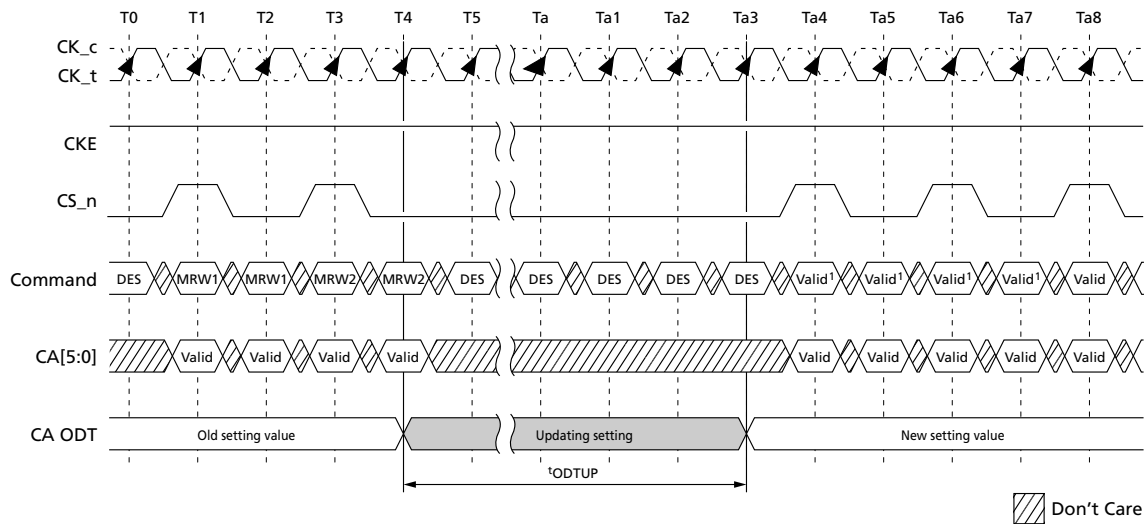 T0 T1 T2 T3 T4 T5 Ta Ta1 Ta2 Ta3 Ta4 Ta5 Ta6 Ta7 Ta8
CK_c
CK_t
CKE
CS_n
Command DES MRW1 MRW1 MRW2 MRW2 DES DES DES DES DES Valid¹ Valid¹ Valid¹ Valid¹ Valid
CA[5:0] Valid Valid Valid Valid Valid Valid Valid Valid Valid
CA ODT Old setting value Updating setting New setting value
ᵗODTUP
Don't Care